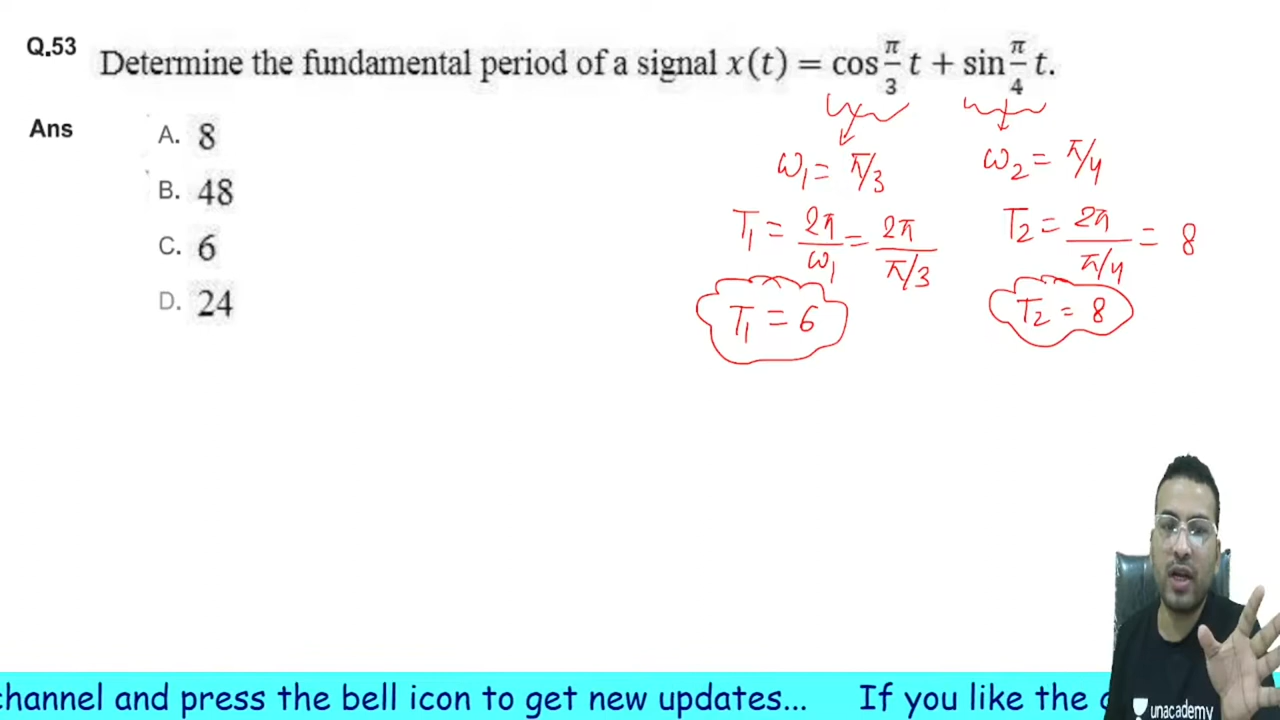 Q.53 Determine the fundamental period of a signal x(t) = cos π/3 t + sin π/4 t.
Ans
A. 8
B. 48
C. 6
D. 24
ω₁ = π/3
ω₂ = π/4
T₁ = 2π/ω₁ = 2π/π/3
T₂ = 2π/π/4 = 8
T₁ = 6
T₂ = 8
channel and press the bell icon to get new updates... If you like the
unacademy